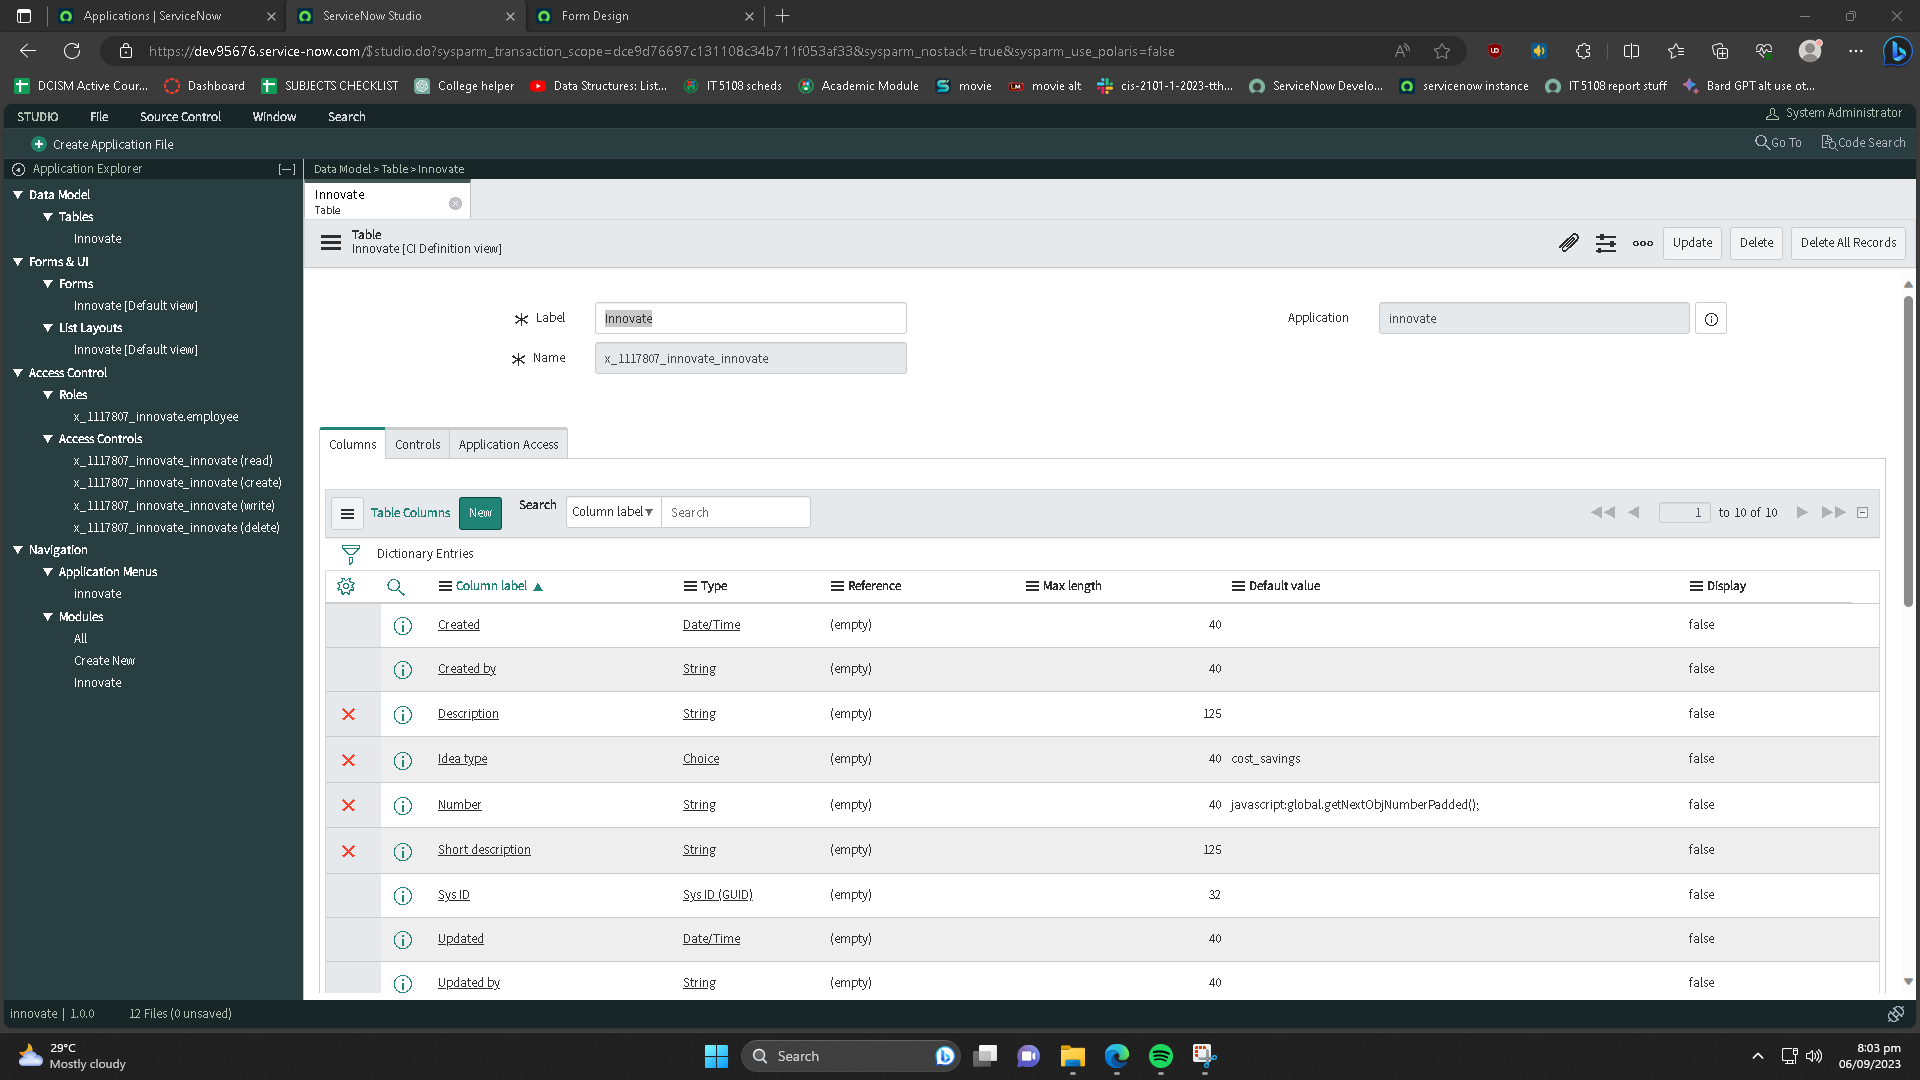 Applications | ServiceNow
ServiceNow Studio
Form Design
https://dev95676.service-now.com/$studio.do?sysparm_transaction_scope=dce9d76697c131108c34b711f053af33&sysparm_nostack=true&sysparm_use_polaris=false
DCISM Active Cour...
Dashboard
SUBJECTS CHECKLIST
College helper
Data Structures: List...
IT 5108 scheds
Academic Module
movie
movie alt
cis-2101-1-2023-tth...
ServiceNow Develo...
servicenow instance
IT 5108 report stuff
Bard GPT alt use ot...
STUDIO File Source Control Window Search
System Administrator
Create Application File
Go To Code Search
Application Explorer
Data Model > Table > Innovate
Data Model
Tables
Innovate
Forms & UI
Forms
Innovate [Default view]
List Layouts
Innovate [Default view]
Access Control
Roles
x_1117807_innovate.employee
Access Controls
x_1117807_innovate_innovate (read)
x_1117807_innovate_innovate (create)
x_1117807_innovate_innovate (write)
x_1117807_innovate_innovate (delete)
Navigation
Application Menus
innovate
Modules
All
Create New
Innovate
Innovate
Table
Table
Innovate [CI Definition view]
Update Delete Delete All Records
Label Innovate
Application innovate
Name x_1117807_innovate_innovate
Columns Controls Application Access
Table Columns New Search Column label Search
1 to 10 of 10
Dictionary Entries
Column label Type Reference Max length Default value Display
Created Date/Time (empty) 40 false
Created by String (empty) 40 false
Description String (empty) 125 false
Idea type Choice (empty) 40 cost_savings false
Number String (empty) 40 javascript:global.getNextObjNumberPadded(); false
Short description String (empty) 125 false
Sys ID Sys ID (GUID) (empty) 32 false
Updated Date/Time (empty) 40 false
Updated by String (empty) 40 false
innovate | 1.0.0 12 Files (0 unsaved)
29°C
Mostly cloudy
Search
8:03 pm
06/09/2023